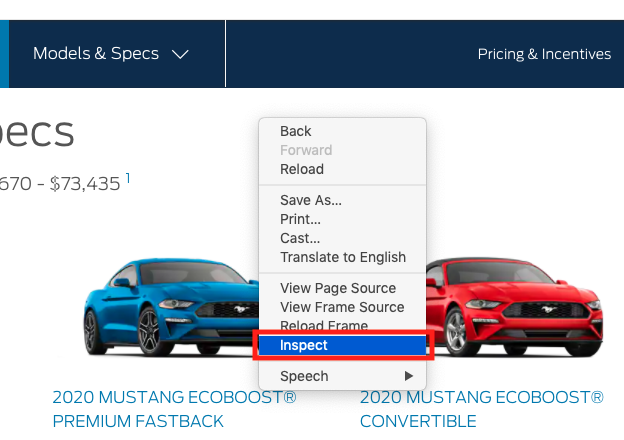 Models & Specs
Pricing & Incentives
pecs
670 - $73,435 1
Back
Forward
Reload
Save As...
Print...
Cast...
Translate to English
View Page Source
View Frame Source
Reload Frame
Inspect
Speech
2020 MUSTANG ECOBOOST®
PREMIUM FASTBACK
2020 MUSTANG ECOBOOST®
CONVERTIBLE